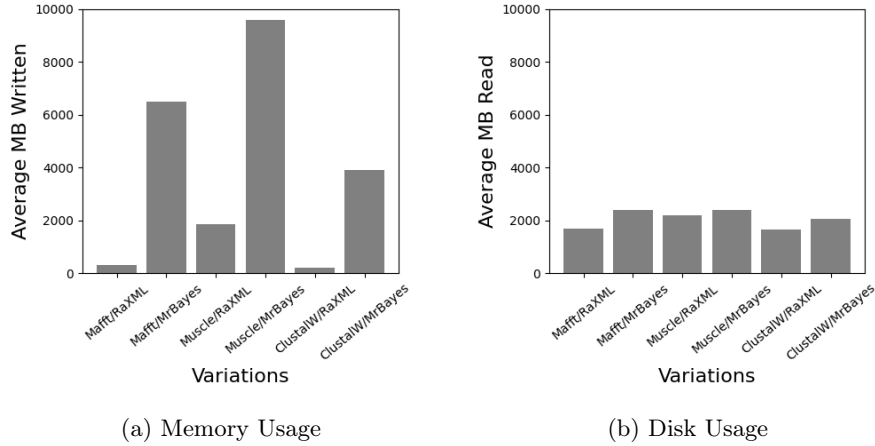 10000
8000
6000
4000
2000
0
Average MB Written
Mafft/RaXML
Mafft/MrBayes
Muscle/RaXML
Muscle/MrBayes
ClustalW/RaXML
ClustalW/MrBayes
Variations
(a) Memory Usage
10000
8000
6000
4000
2000
0
Average MB Read
Mafft/RaXML
Mafft/MrBayes
Muscle/RaXML
Muscle/MrBayes
ClustalW/RaXML
ClustalW/MrBayes
Variations
(b) Disk Usage